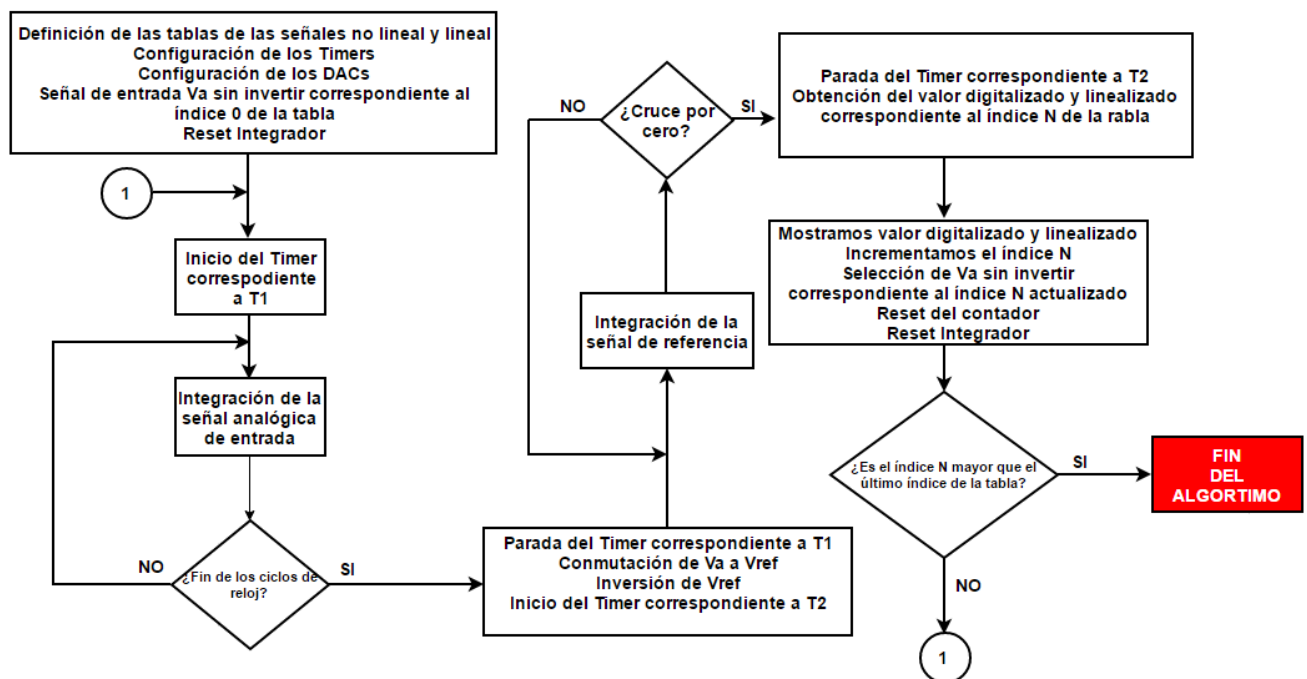 Definición de las tablas de las señales no lineal y lineal
Configuración de los Timers
Configuración de los DACs
Señal de entrada Va sin invertir correspondiente al
índice 0 de la tabla
Reset Integrador
1
Inicio del Timer
correspodiente
a T1
Integración de la
señal analógica
de entrada
¿Fin de los ciclos de
reloj?
NO
SI
Parada del Timer correspondiente a T1
Conmutación de Va a Vref
Inversión de Vref
Inicio del Timer correspondiente a T2
Integración de la
señal de referencia
¿Cruce por
cero?
NO
SI
Parada del Timer correspondiente a T2
Obtención del valor digitalizado y linealizado
correspondiente al índice N de la rabla
Mostramos valor digitalizado y linealizado
Incrementamos el índice N
Selección de Va sin invertir
correspondiente al índice N actualizado
Reset del contador
Reset Integrador
¿Es el índice N mayor que el
último índice de la tabla?
SI
FIN
DEL
ALGORTIMO
NO
1